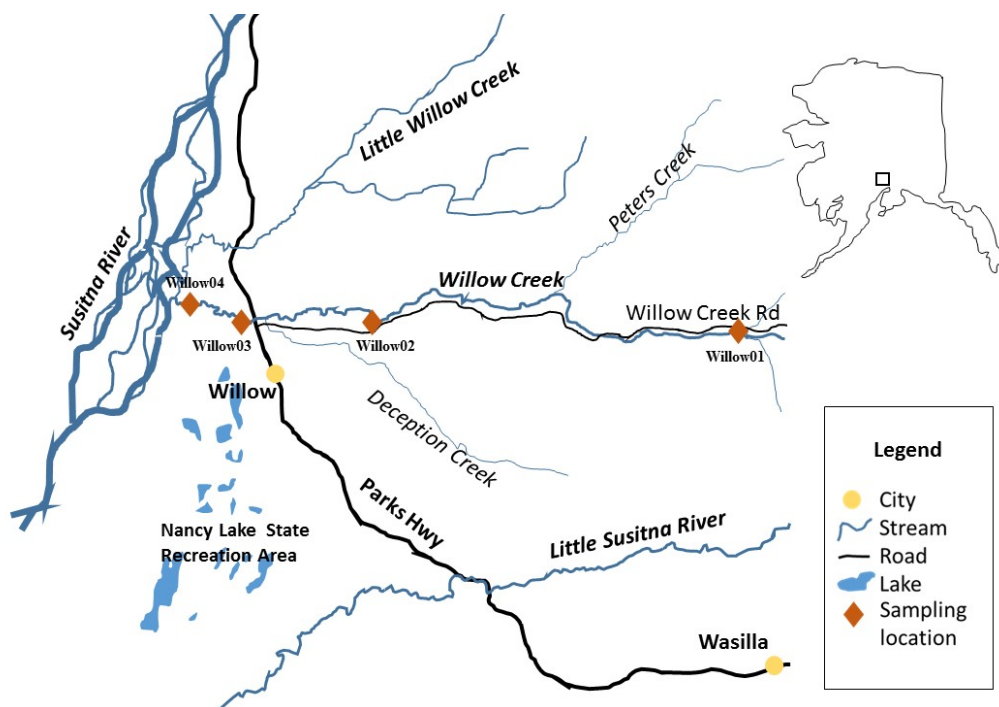 Little Willow Creek
Peters Creek
Susitna River
Willow04
Willow Creek
Willow Creek Rd
Willow03
Willow02
Willow01
Willow
Deception Creek
Parks Hwy
Nancy Lake State
Recreation Area
Little Susitna River
Wasilla
Legend
City
Stream
Road
Lake
Sampling
location